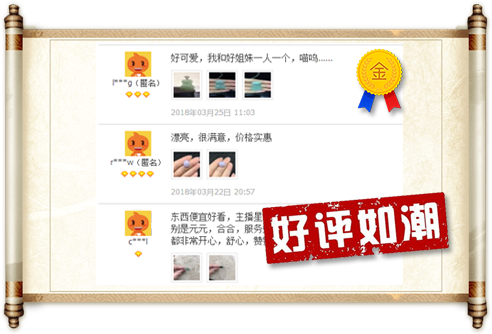 好可爱，我和好姐妹一人一个，喵呜......
金
l***g（匿名）
2018年03月25日 11:03
漂亮，很满意，价格实惠
r***w（匿名）
2018年03月22日 20:57
东西便宜好看，主播星
别是元元，合合，服务
都非常开心，舒心，赞
c***l
好评如潮